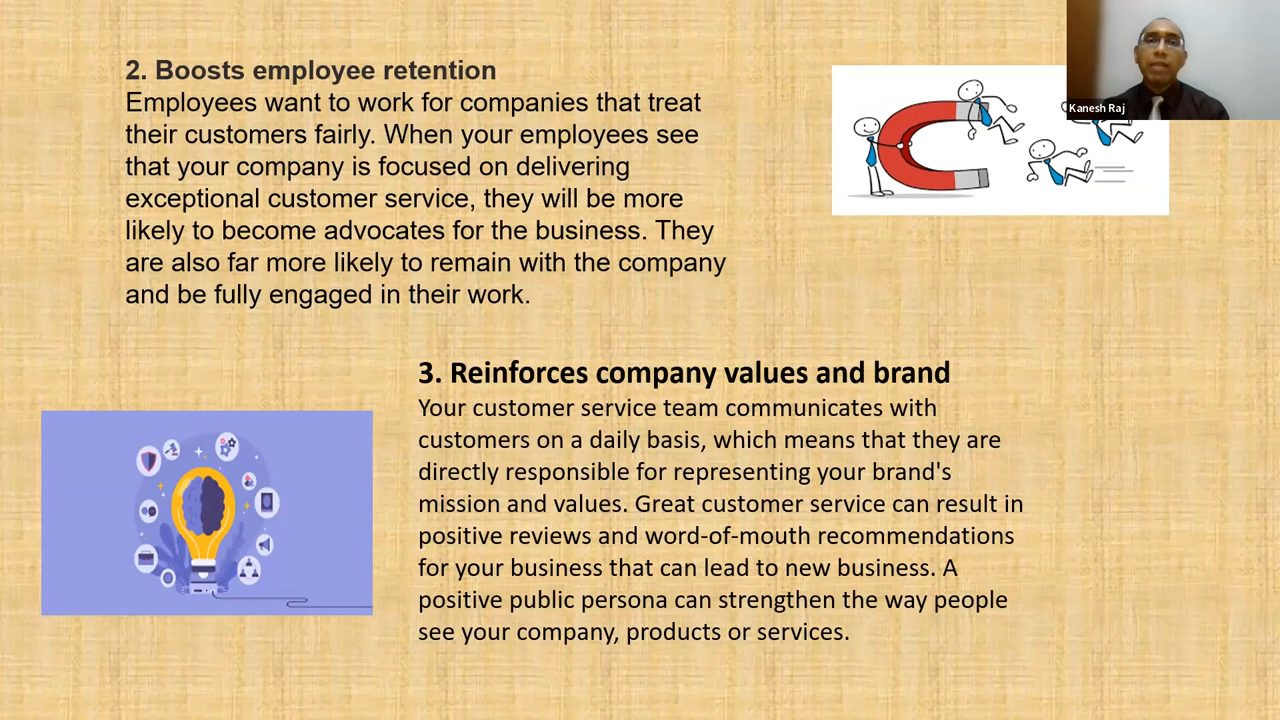 2. Boosts employee retention
Employees want to work for companies that treat
their customers fairly. When your employees see
that your company is focused on delivering
exceptional customer service, they will be more
likely to become advocates for the business. They
are also far more likely to remain with the company
and be fully engaged in their work.
Kanesh Raj
3. Reinforces company values and brand
Your customer service team communicates with
customers on a daily basis, which means that they are
directly responsible for representing your brand's
mission and values. Great customer service can result in
positive reviews and word-of-mouth recommendations
for your business that can lead to new business. A
positive public persona can strengthen the way people
see your company, products or services.